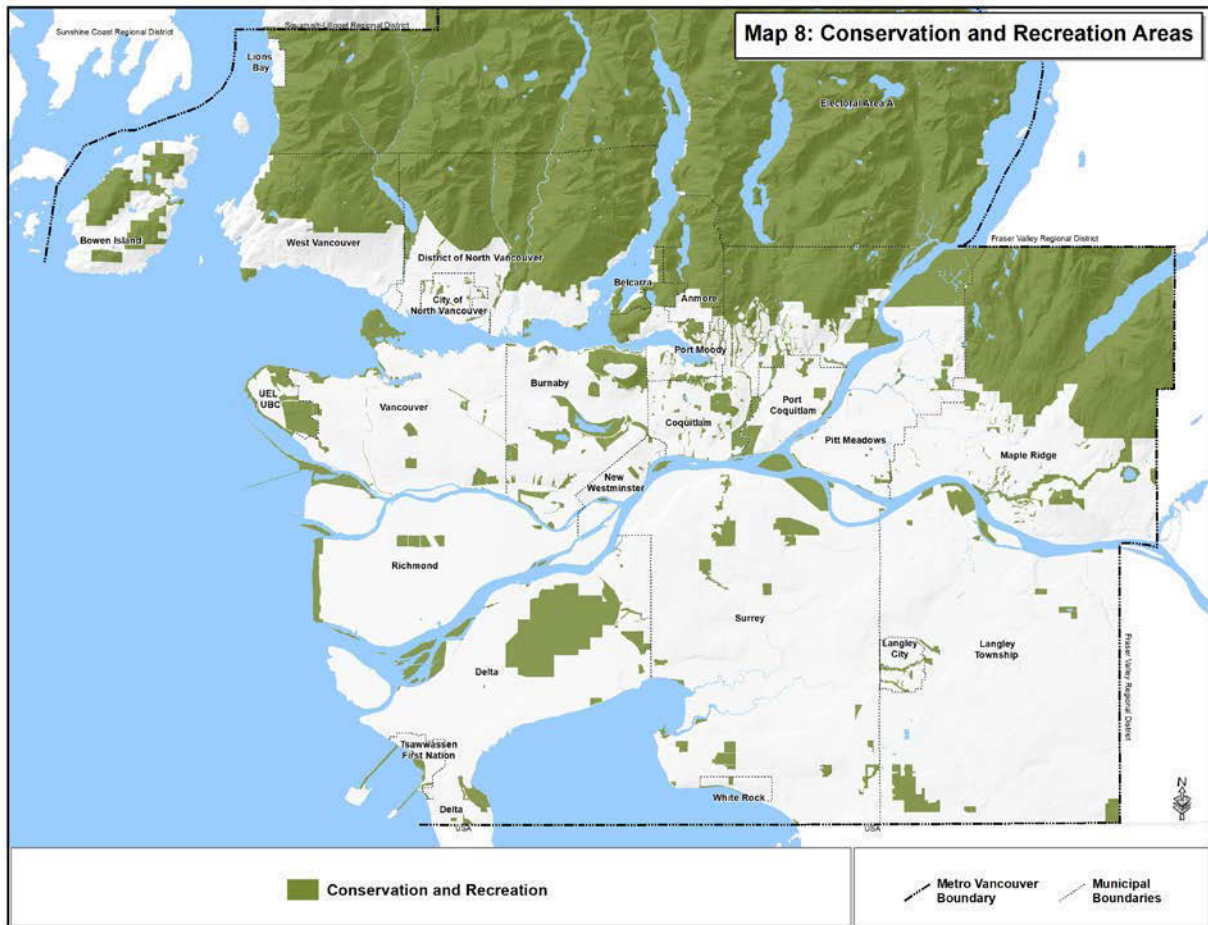 Map 8: Conservation and Recreation Areas
Squamish-Lillooet Regional District
Sunshine Coast Regional District
Lions
Bay
Electoral Area A
Bowen Island
West Vancouver
Fraser Valley Regional District
District of North Vancouver
Belcarra
Anmore
City of
North Vancouver
Port Moody
UEL
UBC
Vancouver
Burnaby
Coquitlam
Port
Coquitlam
Pitt Meadows
Maple Ridge
New
Westminster
Richmond
Surrey
Langley
City
Langley
Township
Delta
Fraser Valley Regional District
Tsawwassen
First Nation
Delta
White Rock
USA
USA
N
Conservation and Recreation
Metro Vancouver
Boundary
Municipal
Boundaries